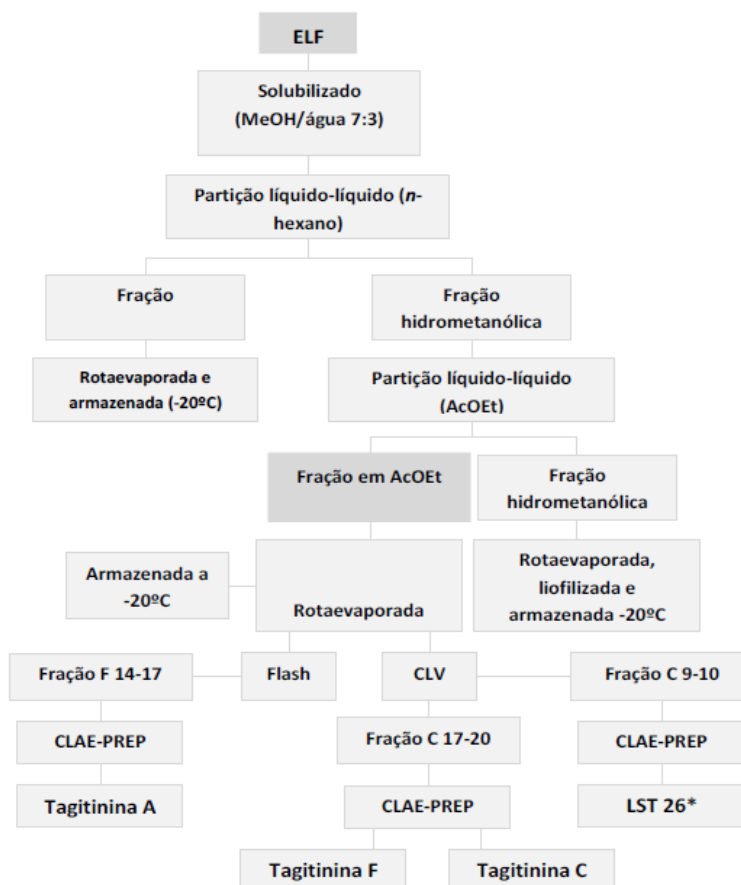 ELF
Solubilizado
(MeOH/água 7:3)
Partição líquido-líquido (n-
hexano)
Fração
Fração
hidrometanólica
Rotaevaporada e
armazenada (-20ºC)
Partição líquido-líquido
(AcOEt)
Fração em AcOEt
Fração
hidrometanólica
Armazenada a
-20ºC
Rotaevaporada
Rotaevaporada,
liofilizada e
armazenada -20ºC
Fração F 14-17
Flash
CLV
Fração C 9-10
CLAE-PREP
Fração C 17-20
CLAE-PREP
Tagitinina A
CLAE-PREP
LST 26*
Tagitinina F
Tagitinina C